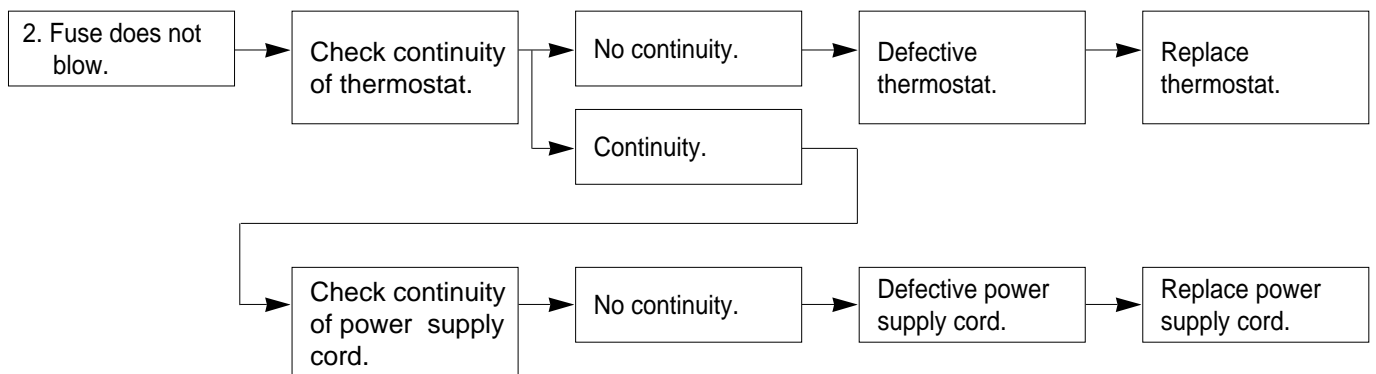 2. Fuse does not
blow.
Check continuity
of thermostat.
No continuity.
Defective
thermostat.
Replace
thermostat.
Continuity.
Check continuity
of power supply
cord.
No continuity.
Defective power
supply cord.
Replace power
supply cord.